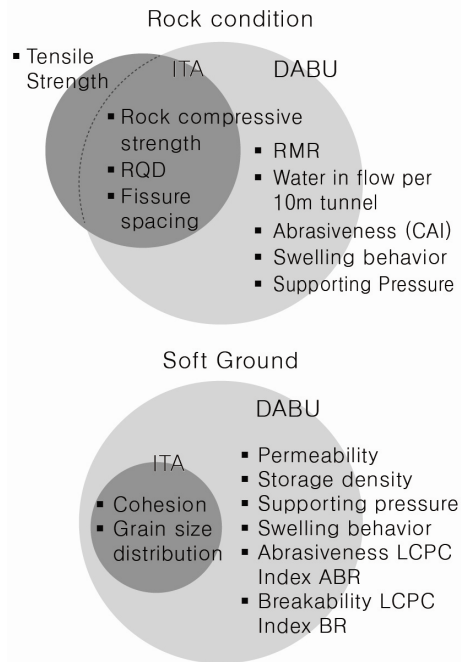 Rock condition
▪ Tensile
Strength
ITA
DABU
▪ Rock compressive
strength
▪ RQD
▪ Fissure
spacing
▪ RMR
▪ Water in flow per
10m tunnel
▪ Abrasiveness (CAI)
▪ Swelling behavior
▪ Supporting Pressure
Soft Ground
DABU
ITA
▪ Cohesion
▪ Grain size
distribution
▪ Permeability
▪ Storage density
▪ Supporting pressure
▪ Swelling behavior
▪ Abrasiveness LCPC
Index ABR
▪ Breakability LCPC
Index BR